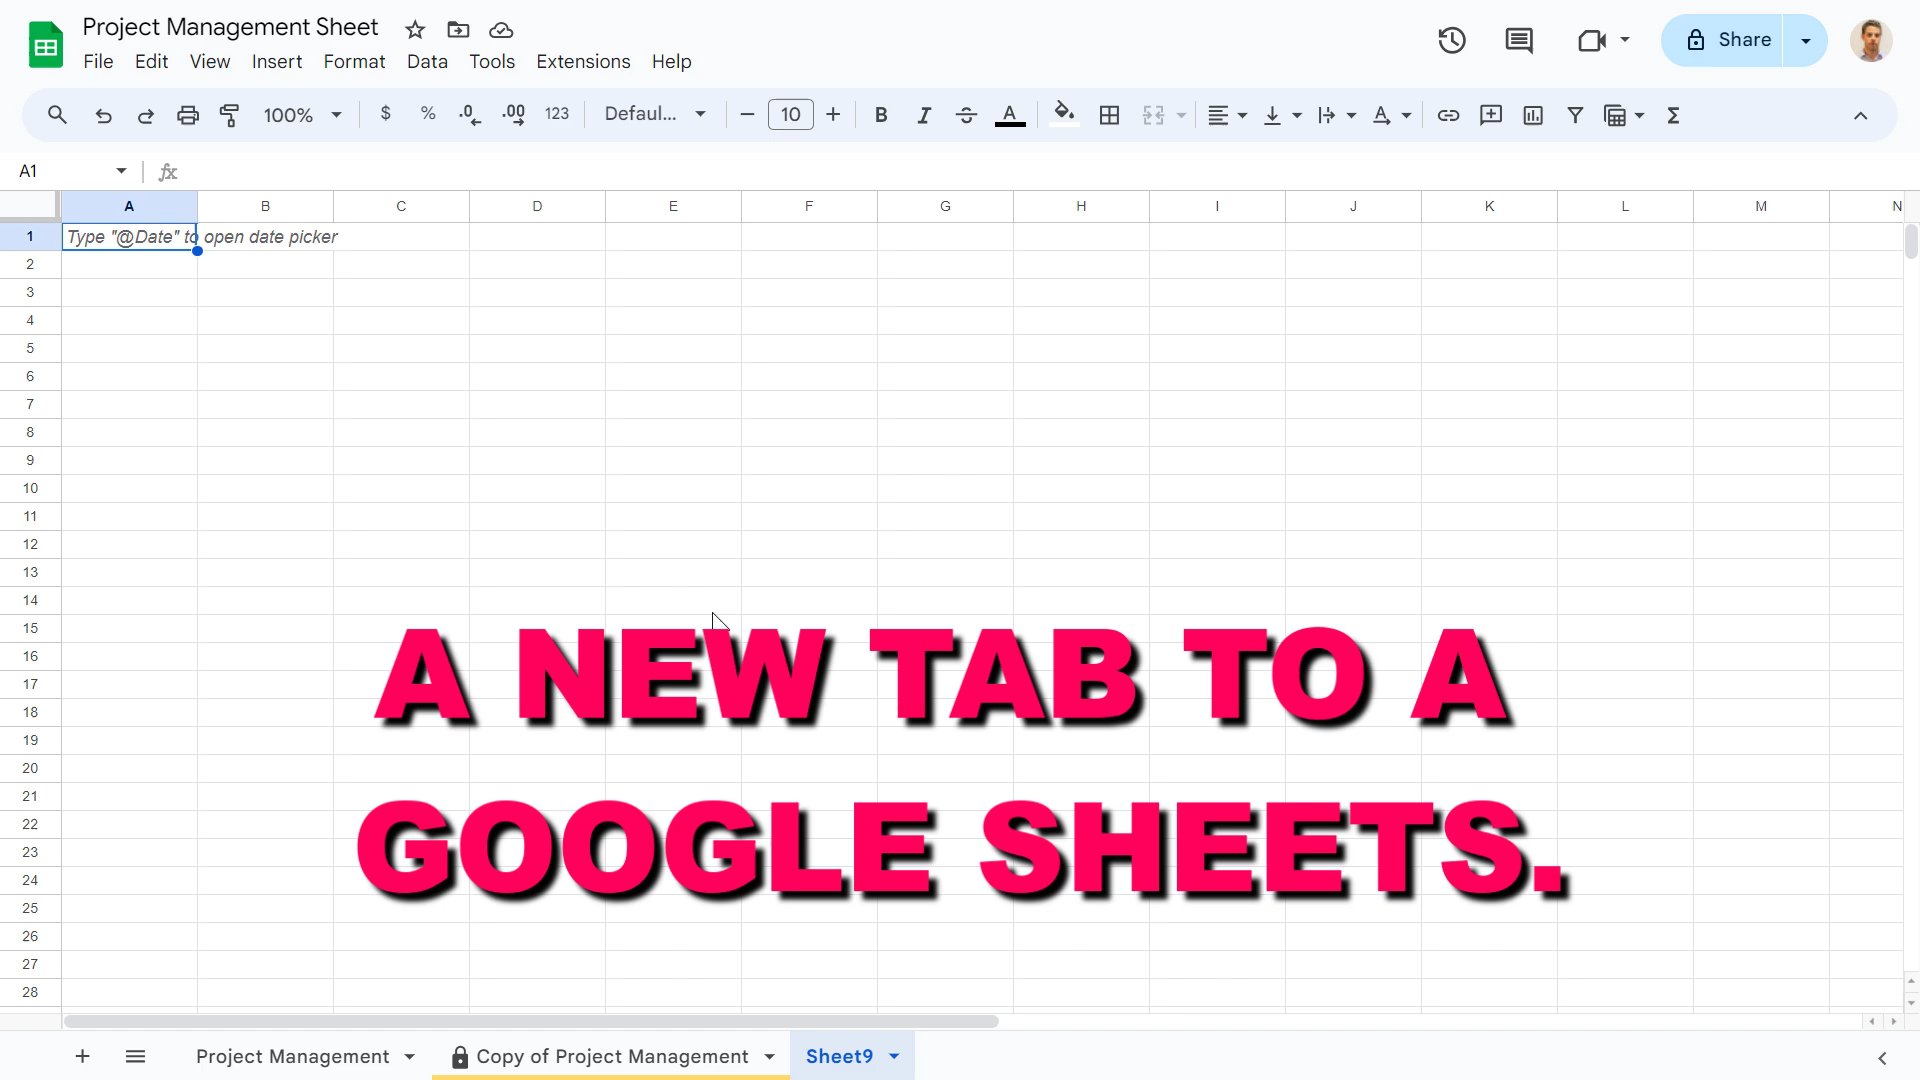 Project Management Sheet
File Edit View Insert Format Data Tools Extensions Help
Share
100% $ % .0 .00 123 Defaul... 10 B I S A A Σ
A1 fx
A B C D E F G H I J K L M N
1 Type "@Date" to open date picker
2
3
4
5
6
7
8
9
10
11
12
13
14
15
16
17
18
19
20
21
22
23
24
25
26
27
28
A NEW TAB TO A
GOOGLE SHEETS.
Project Management Copy of Project Management Sheet9